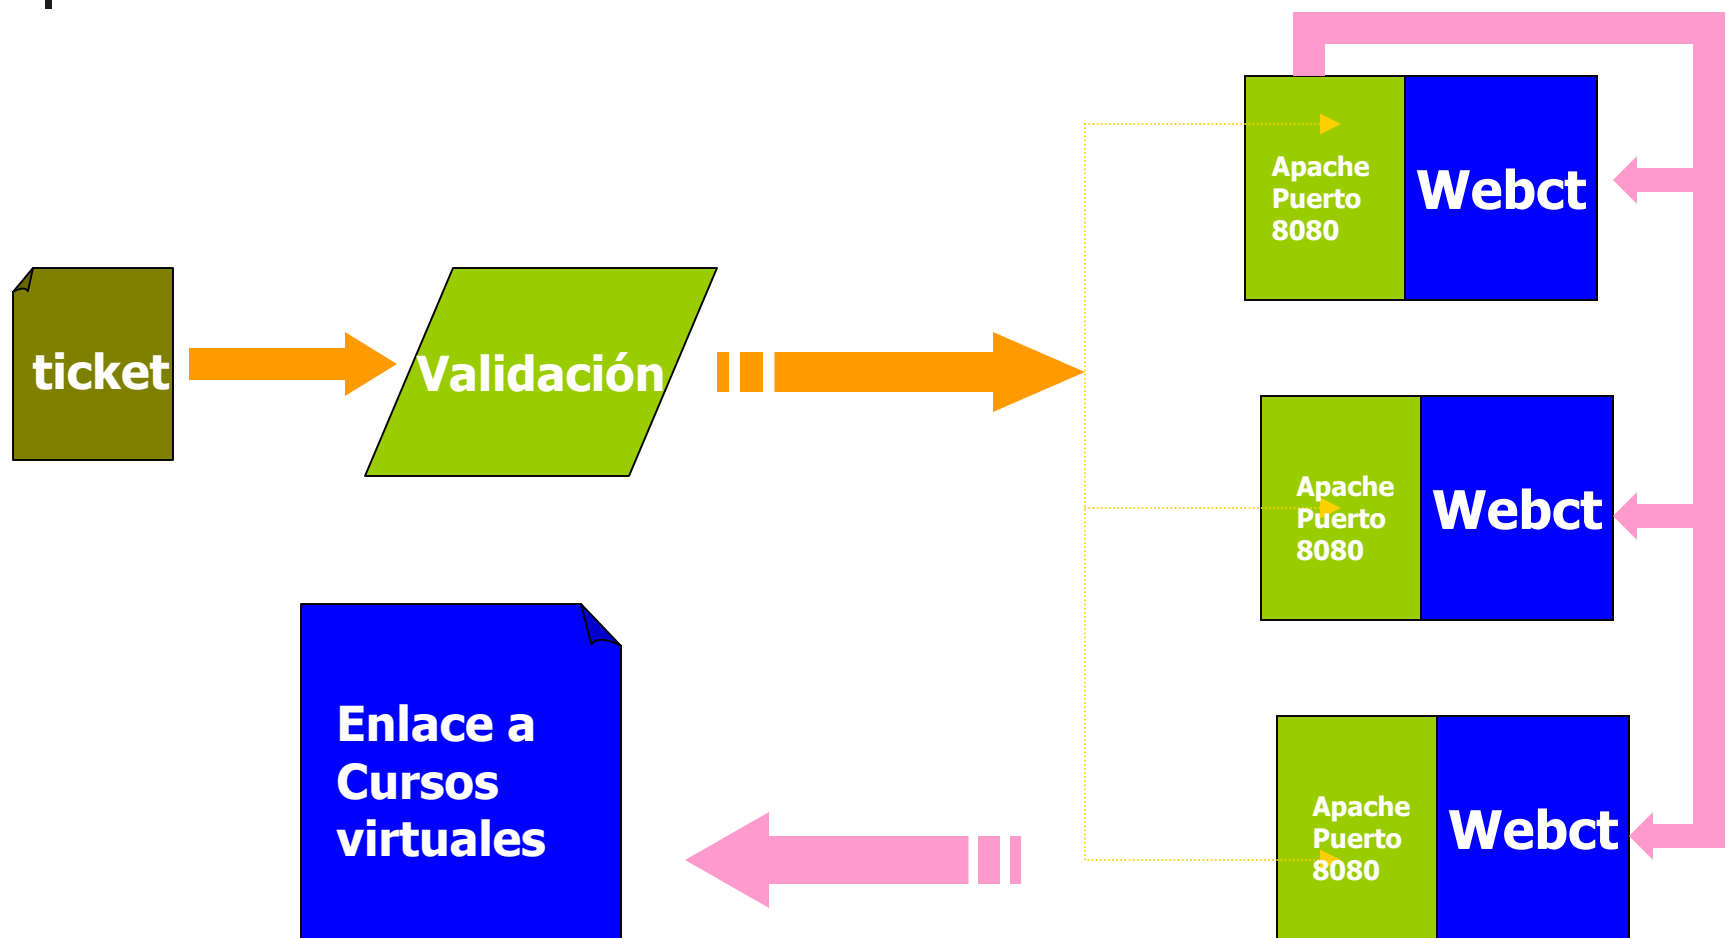 ticket
Validación
Apache
Puerto
8080
Webct
Apache
Puerto
8080
Webct
Enlace a
Cursos
virtuales
Apache
Puerto
8080
Webct